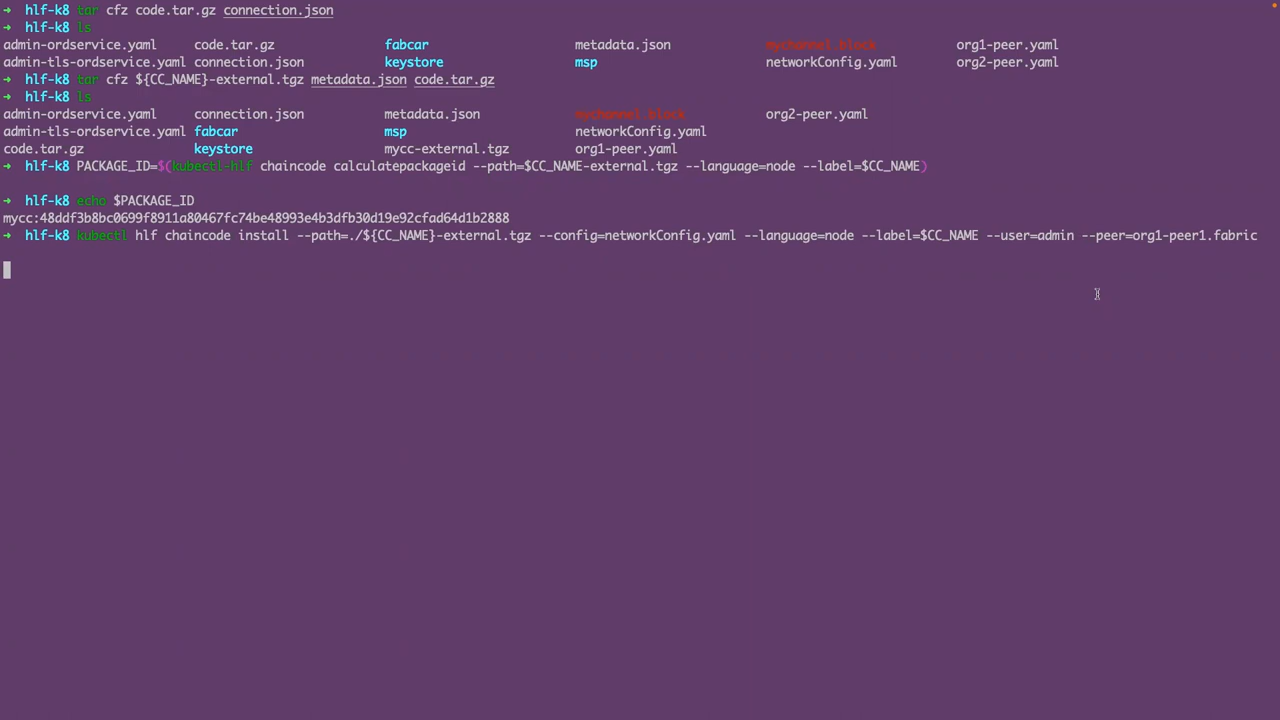 ➜ hlf-k8 tar cfz code.tar.gz connection.json
➜ hlf-k8 ls
admin-ordservice.yaml code.tar.gz fabcar metadata.json mychannel.block org1-peer.yaml
admin-tls-ordservice.yaml connection.json keystore msp networkConfig.yaml org2-peer.yaml
➜ hlf-k8 tar cfz ${CC_NAME}-external.tgz metadata.json code.tar.gz
➜ hlf-k8 ls
admin-ordservice.yaml connection.json metadata.json mychannel.block org2-peer.yaml
admin-tls-ordservice.yaml fabcar msp networkConfig.yaml
code.tar.gz keystore mycc-external.tgz org1-peer.yaml
➜ hlf-k8 PACKAGE_ID=$(kubectl-hlf chaincode calculatepackageid --path=$CC_NAME-external.tgz --language=node --label=$CC_NAME)
➜ hlf-k8 echo $PACKAGE_ID
mycc:48ddf3b8bc0699f8911a80467fc74be48993e4b3dfb30d19e92cfad64d1b2888
➜ hlf-k8 kubectl hlf chaincode install --path=./${CC_NAME}-external.tgz --config=networkConfig.yaml --language=node --label=$CC_NAME --user=admin --peer=org1-peer1.fabric